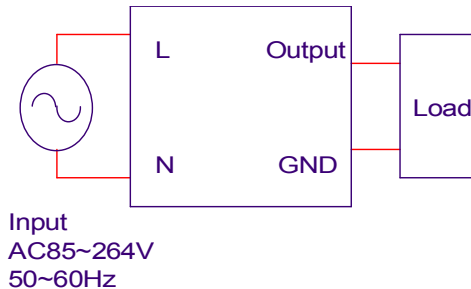 L Output
Load
N GND
Input
AC85~264V
50~60Hz